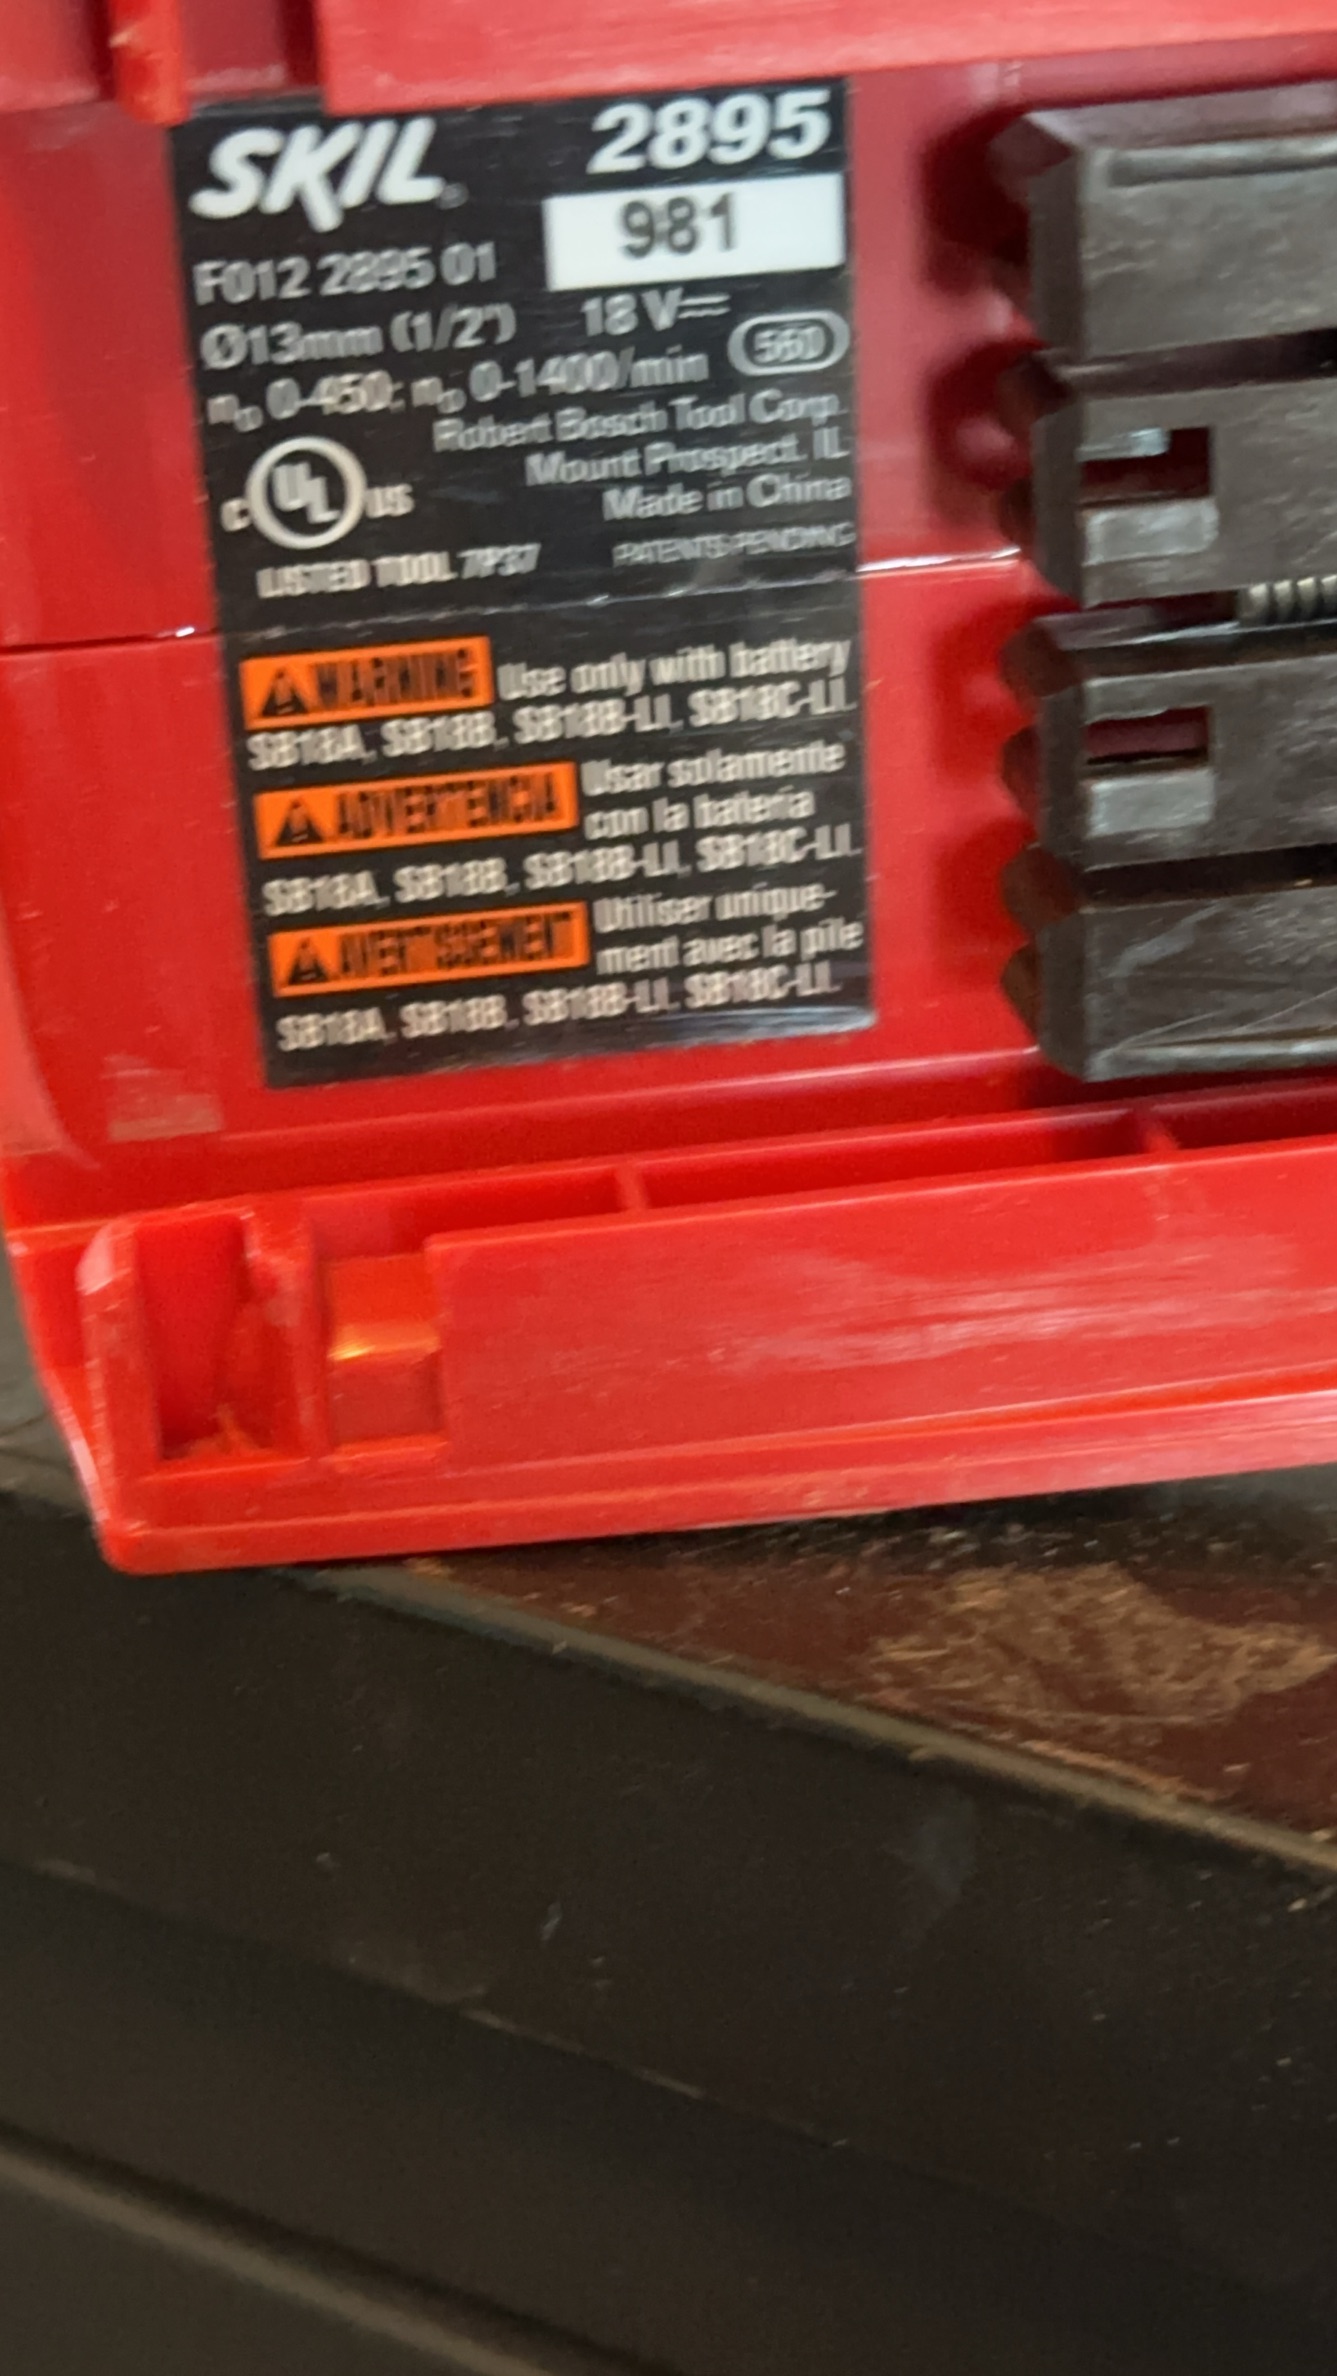 SKIL 2895
981
F012 2895 01
Ø13mm (1/2") 18 V⎓
n₀ 0-450; n₀ 0-1400/min 560
Robert Bosch Tool Corp.
Mount Prospect, IL
Made in China
C UL US
LISTED TOOL PATENTS PENDING
WARNING Use only with battery
SB18A, SB18B, SB18B-LI, SB18C-LI.
ADVERTENCIA Usar solamente
con la bateria
SB18A, SB18B, SB18B-LI, SB18C-LI.
AVERTISSEMENT Utiliser unique-
ment avec la pile
SB18A, SB18B, SB18B-LI, SB18C-LI.